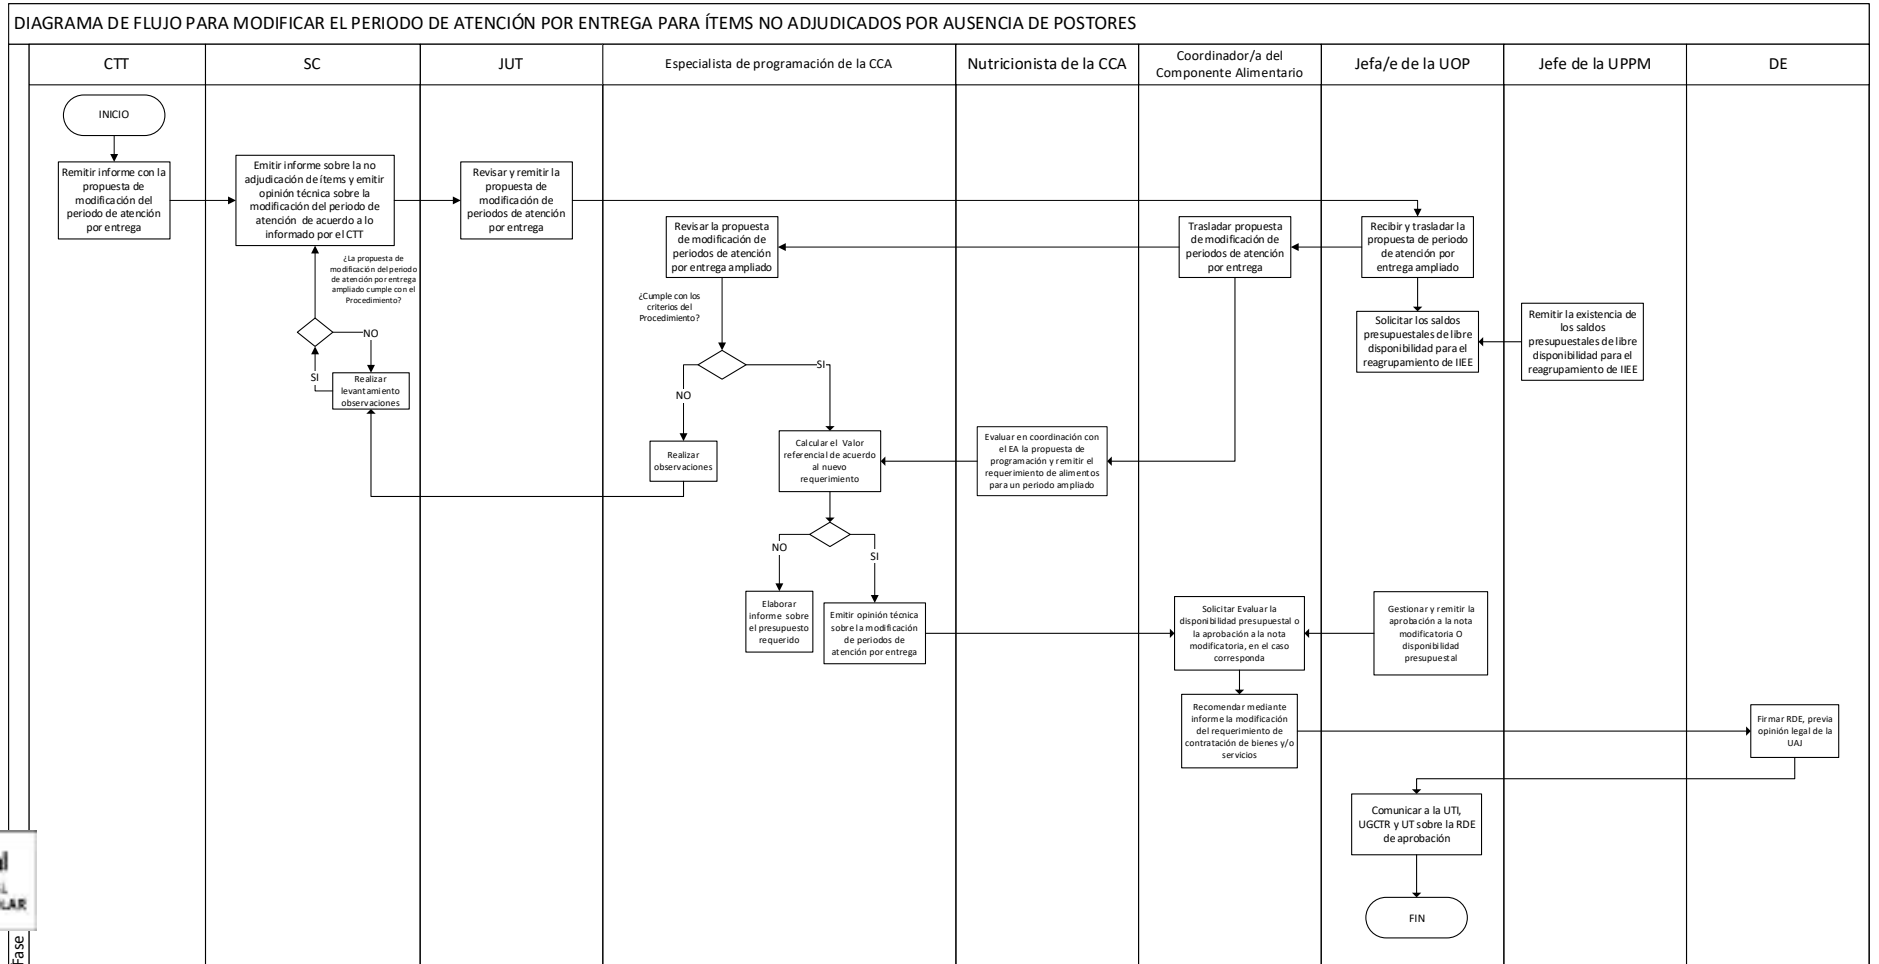 DIAGRAMA DE FLUJO PARA MODIFICAR EL PERIODO DE ATENCIÓN POR ENTREGA PARA ÍTEMS NO ADJUDICADOS POR AUSENCIA DE POSTORES
CTT
SC
JUT
Especialista de programación de la CCA
Nutricionista de la CCA
Coordinador/a del
Componente Alimentario
Jefa/e de la UOP
Jefe de la UPPM
DE
INICIO
Remitir informe con la
propuesta de
modificación del
periodo de atención
por entrega
Emitir informe sobre la no
adjudicación de ítems y emitir
opinión técnica sobre la
modificación del periodo de
atención de acuerdo a lo
informado por el CTT
Revisar y remitir la
propuesta de
modificación de
periodos de atención
por entrega
Revisar la propuesta
de modificación de
periodos de atención
por entrega ampliado
Trasladar propuesta
de modificación de
periodos de atención
por entrega
Recibir y trasladar la
propuesta de periodo
de atención por
entrega ampliado
¿La propuesta de
modificación del periodo
de atención por entrega
ampliado cumple con el
Procedimiento?
¿Cumple con los
criterios del
Procedimiento?
Solicitar los saldos
presupuestales de libre
disponibilidad para el
reagrupamiento de IIEE
Remitir la existencia de
los saldos
presupuestales de libre
disponibilidad para el
reagrupamiento de IIEE
NO
SI
Realizar
levantamiento
observaciones
SI
NO
Realizar
observaciones
Calcular el Valor
referencial de acuerdo
al nuevo
requerimiento
Evaluar en coordinación con
el EA la propuesta de
programación y remitir el
requerimiento de alimentos
para un periodo ampliado
NO
SI
Elaborar
informe sobre
el presupuesto
requerido
Emitir opinión técnica
sobre la modificación
de periodos de
atención por entrega
Solicitar Evaluar la
disponibilidad presupuestal o
la aprobación a la nota
modificatoria, en el caso
corresponda
Gestionar y remitir la
aprobación a la nota
modificatoria O
disponibilidad
presupuestal
Recomendar mediante
informe la modificación
del requerimiento de
contratación de bienes y/o
servicios
Firmar RDE, previa
opinión legal de la
UAJ
Comunicar a la UTI,
UGCTR y UT sobre la RDE
de aprobación
FIN
Fase